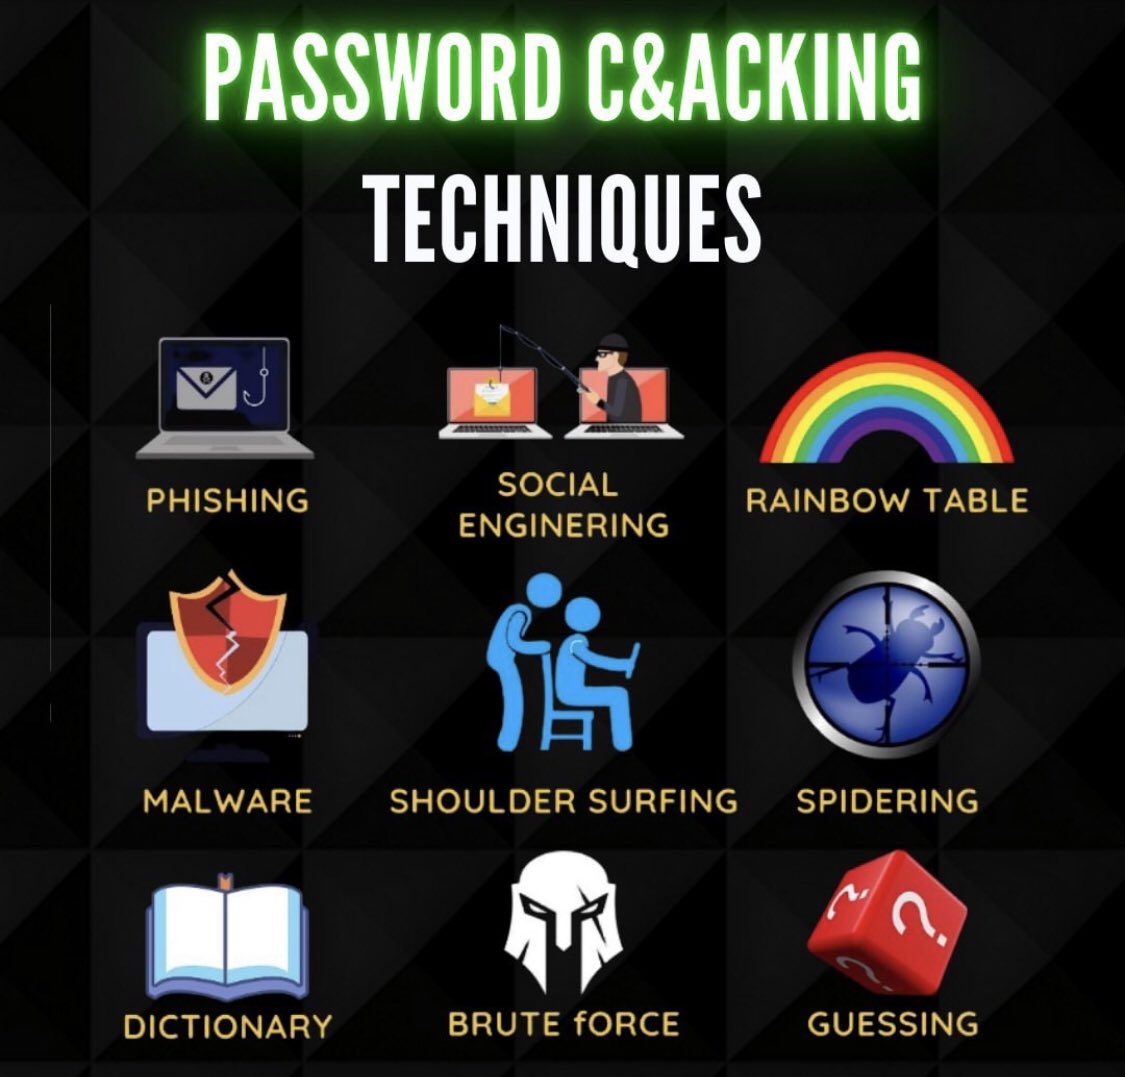 PASSWORD C&ACKING
TECHNIQUES
PHISHING
SOCIAL
ENGINERING
RAINBOW TABLE
MALWARE
SHOULDER SURFING
SPIDERING
DICTIONARY
BRUTE fORCE
GUESSING